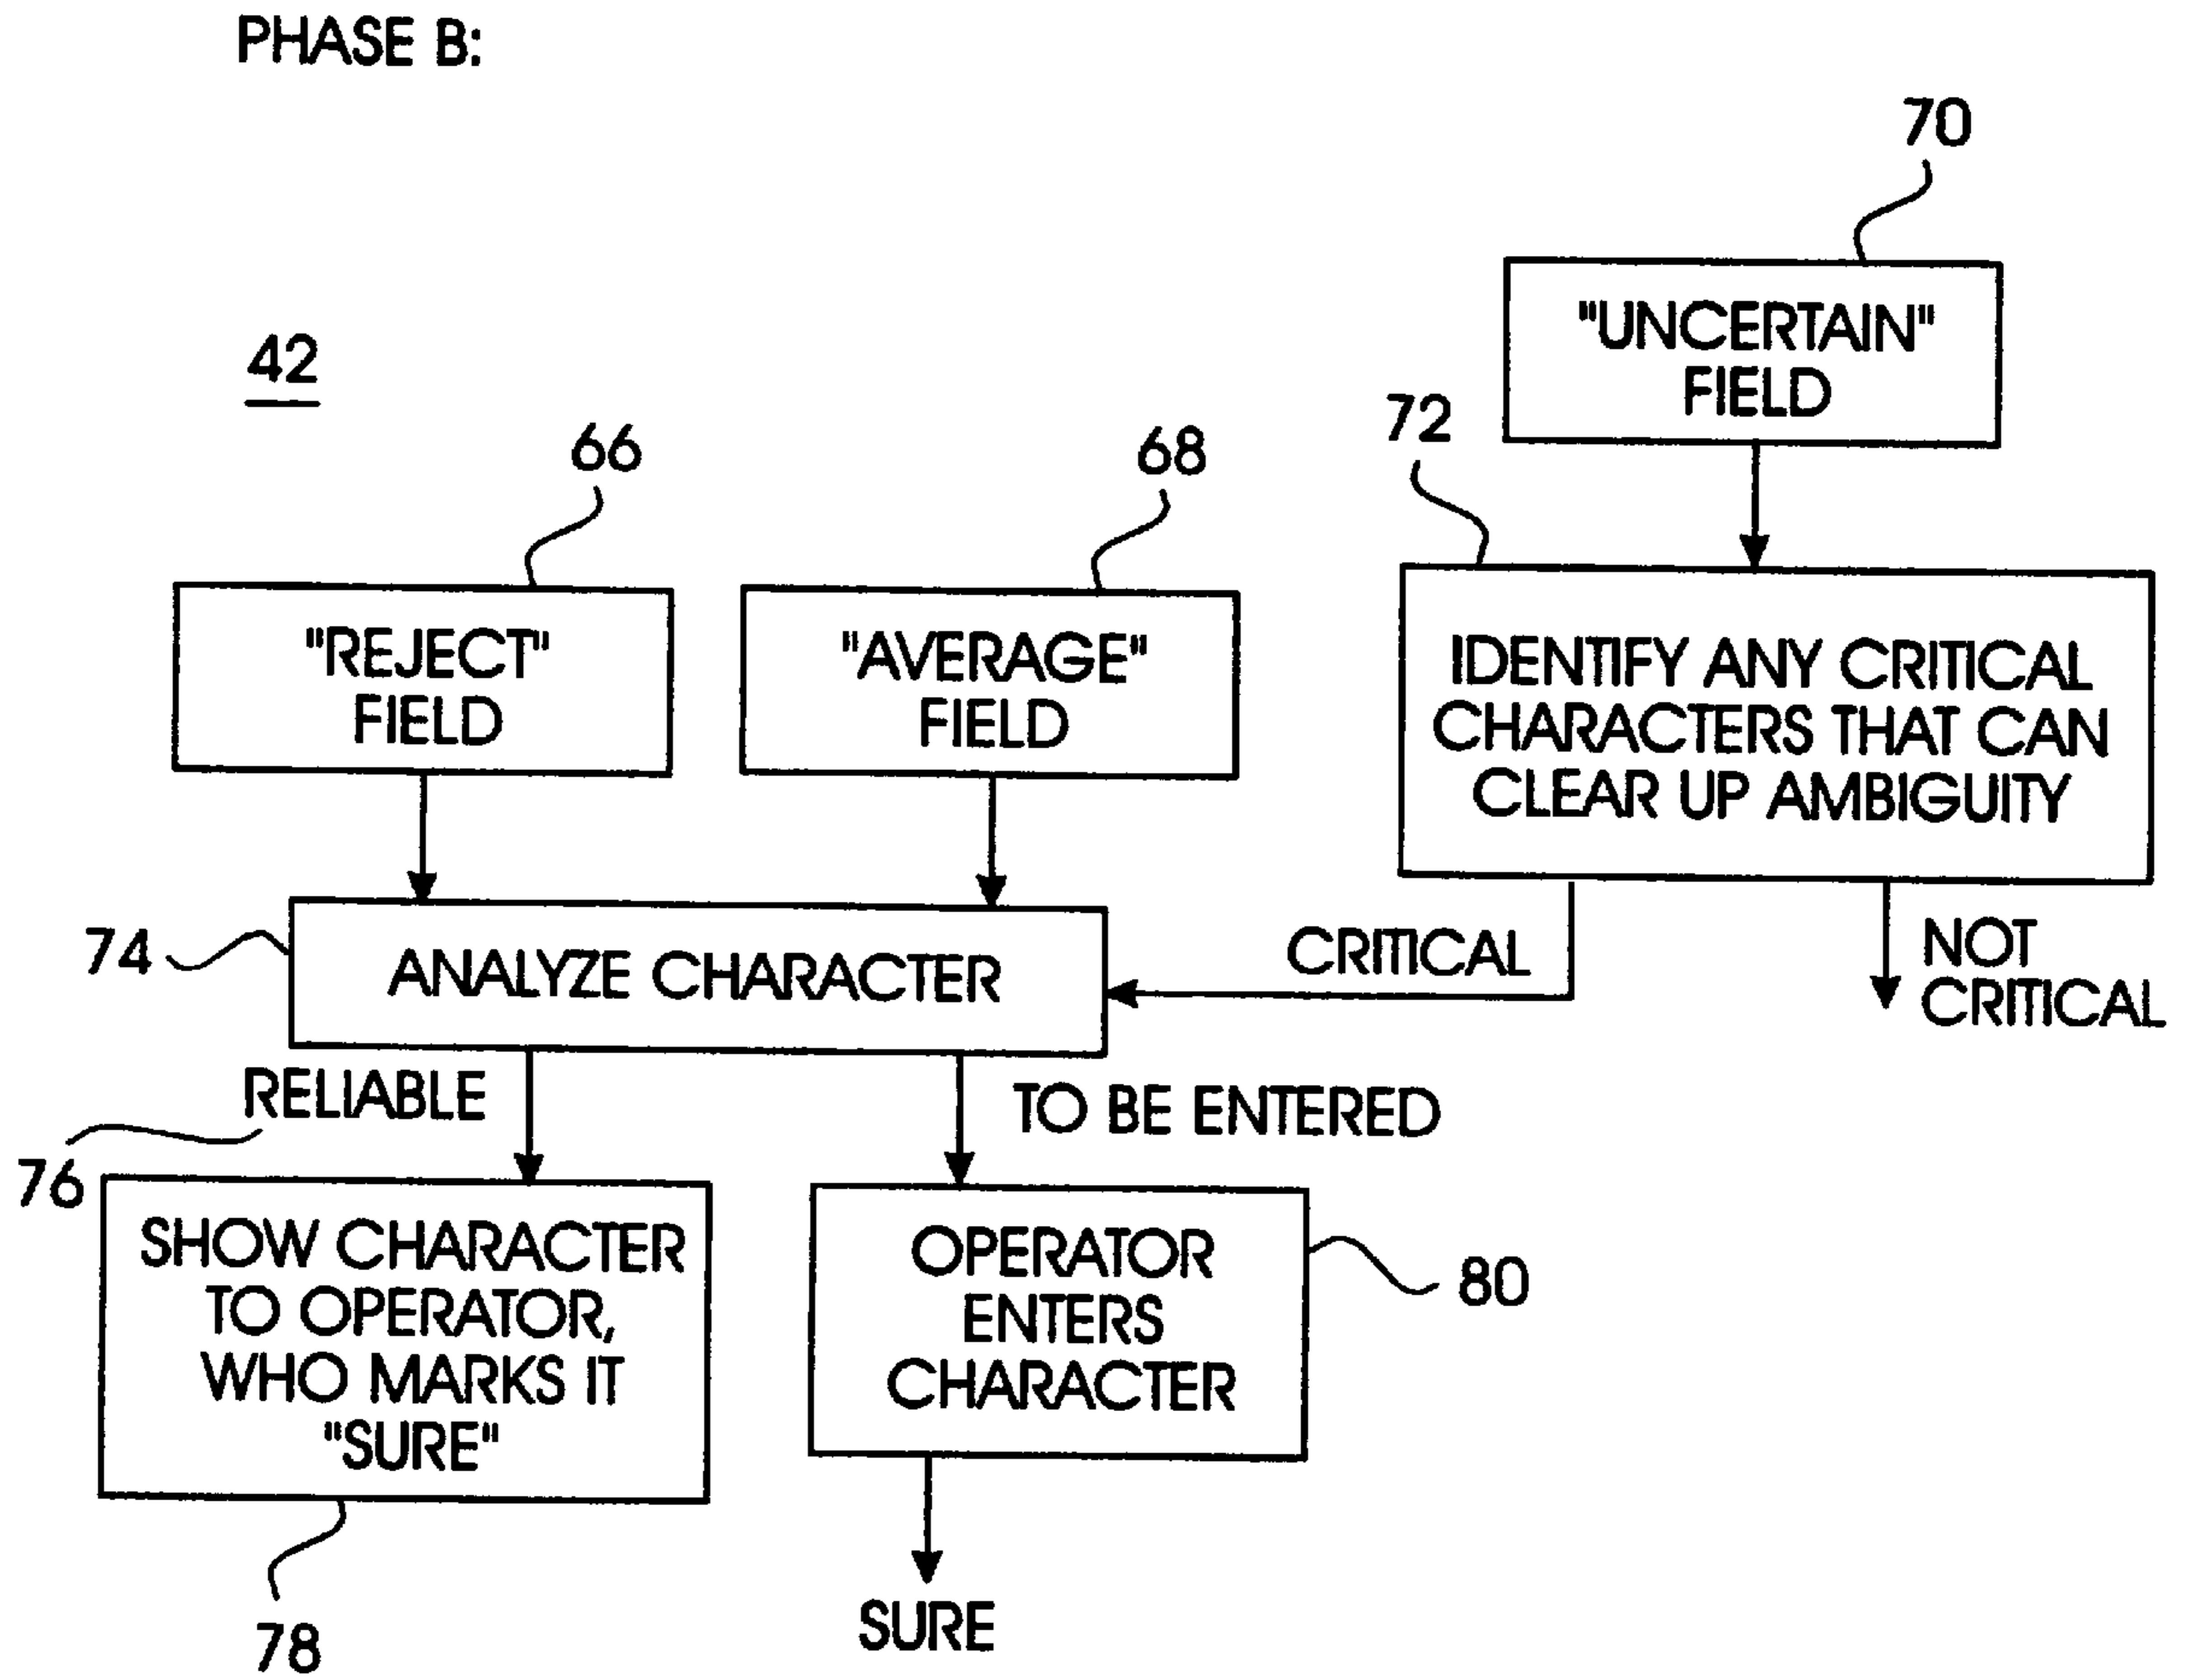 PHASE B:
70
"UNCERTAIN"
FIELD
42
72
66
68
"REJECT"
FIELD
"AVERAGE"
FIELD
IDENTIFY ANY CRITICAL
CHARACTERS THAT CAN
CLEAR UP AMBIGUITY
74
ANALYZE CHARACTER
CRITICAL
NOT
CRITICAL
RELIABLE
TO BE ENTERED
76
SHOW CHARACTER
TO OPERATOR,
WHO MARKS IT
"SURE"
OPERATOR
ENTERS
CHARACTER
80
78
SURE